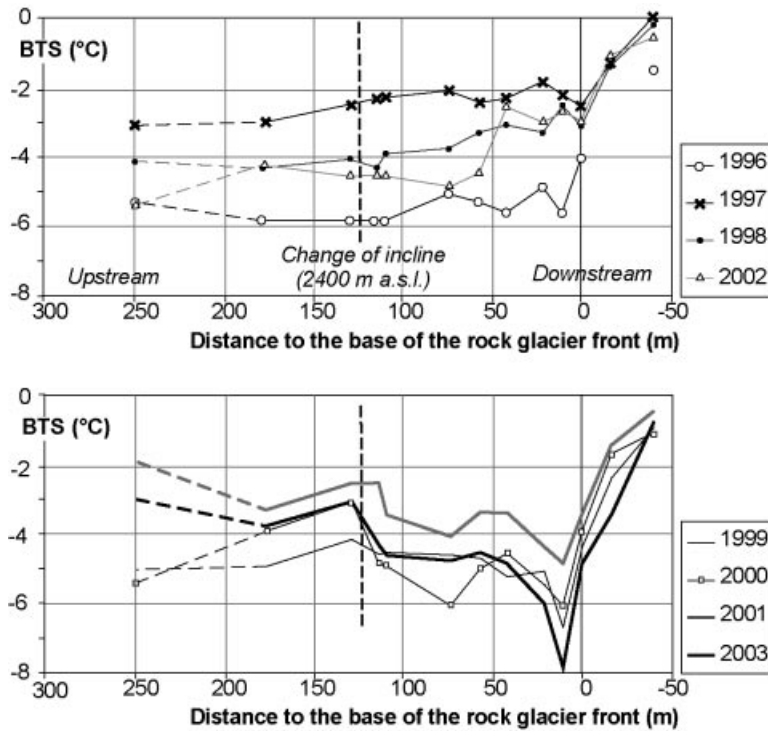 0
BTS (°C)
-2
-4
-6
-8
Change of incline
(2400 m a.s.l.)
Upstream
Downstream
300 250 200 150 100 50 0 -50
Distance to the base of the rock glacier front (m)
1996
1997
1998
2002
0
BTS (°C)
-2
-4
-6
-8
300 250 200 150 100 50 0 -50
Distance to the base of the rock glacier front (m)
1999
2000
2001
2003